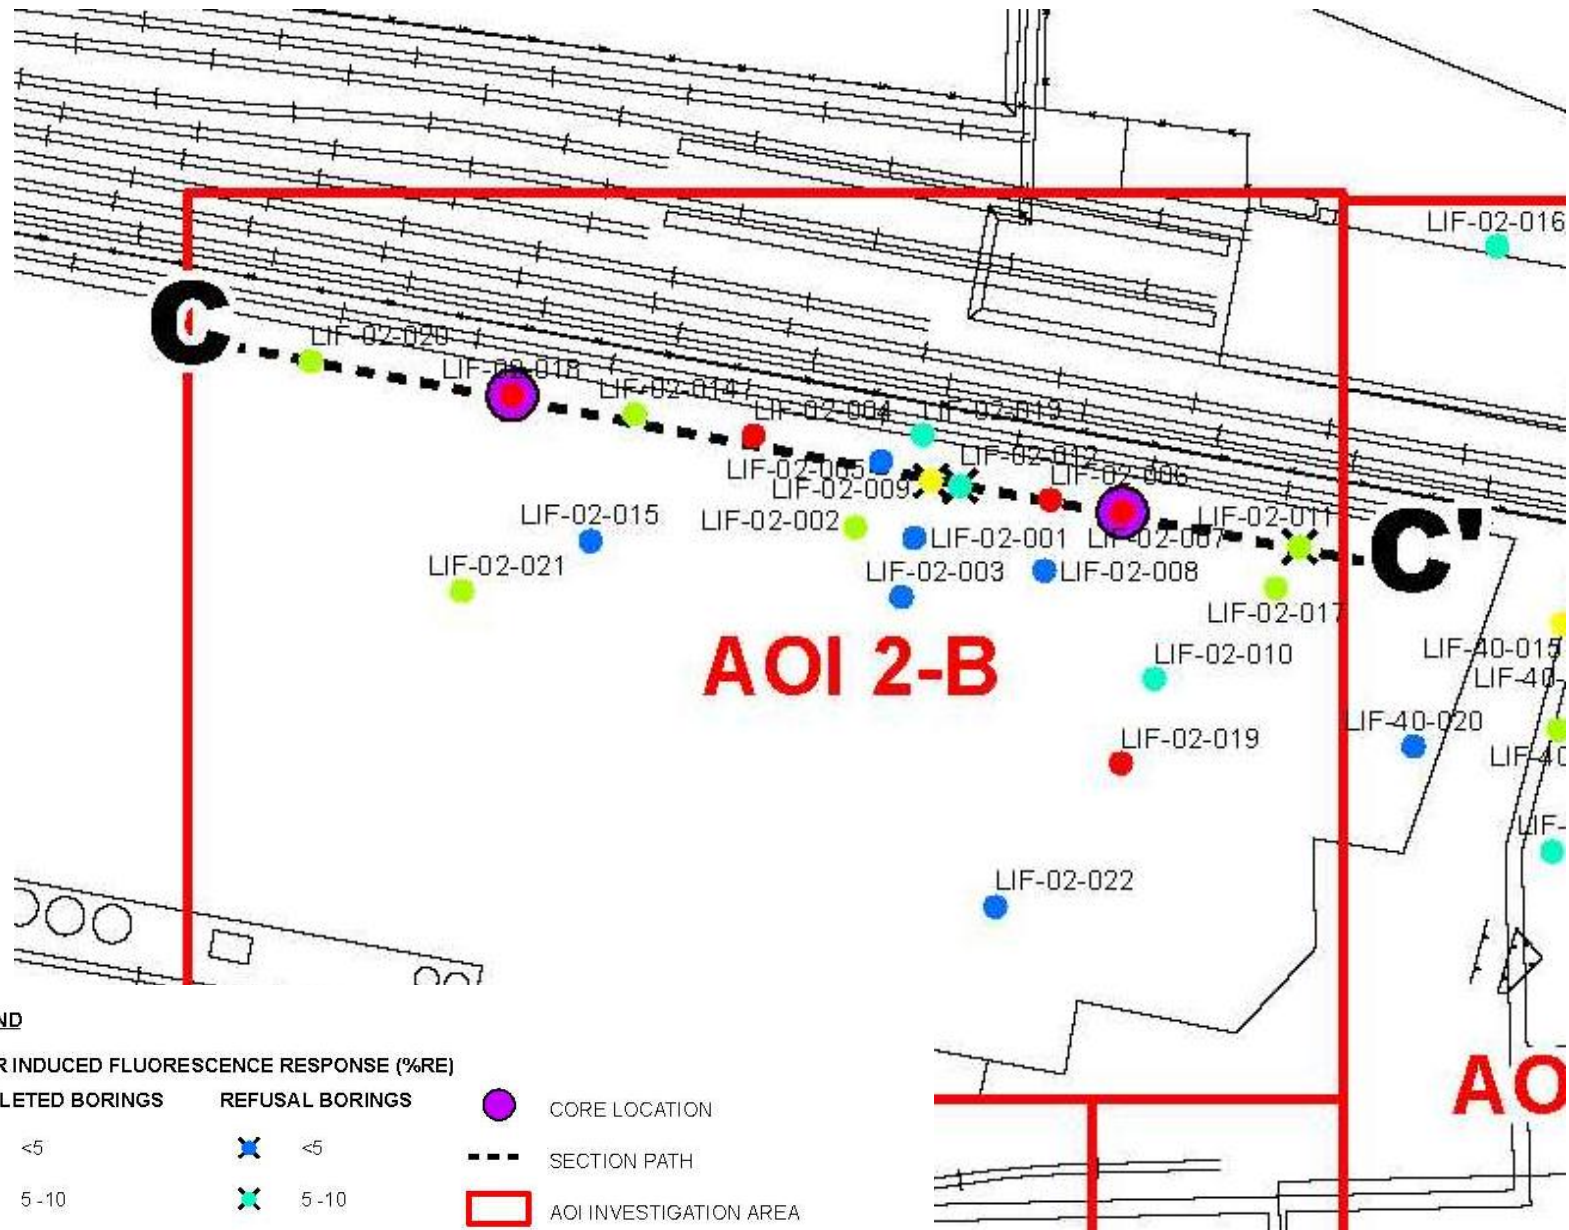 LIF-02-016
C
LIF-02-020
LIF-02-018
LIF-02-014
LIF-02-004
LIF-02-013
LIF-02-012
LIF-02-005
LIF-02-006
LIF-02-009
LIF-02-015
LIF-02-002
LIF-02-011
C'
LIF-02-001
LIF-02-007
LIF-02-021
LIF-02-003
LIF-02-008
LIF-02-017
AOI 2-B
LIF-02-010
LIF-40-015
LIF-40-
LIF-40-020
LIF-02-019
LIF-40
LIF-
LIF-02-022
ND
R INDUCED FLUORESCENCE RESPONSE (%RE)
LETED BORINGS
REFUSAL BORINGS
CORE LOCATION
<5
<5
SECTION PATH
5 -10
5 -10
AOI INVESTIGATION AREA
AO